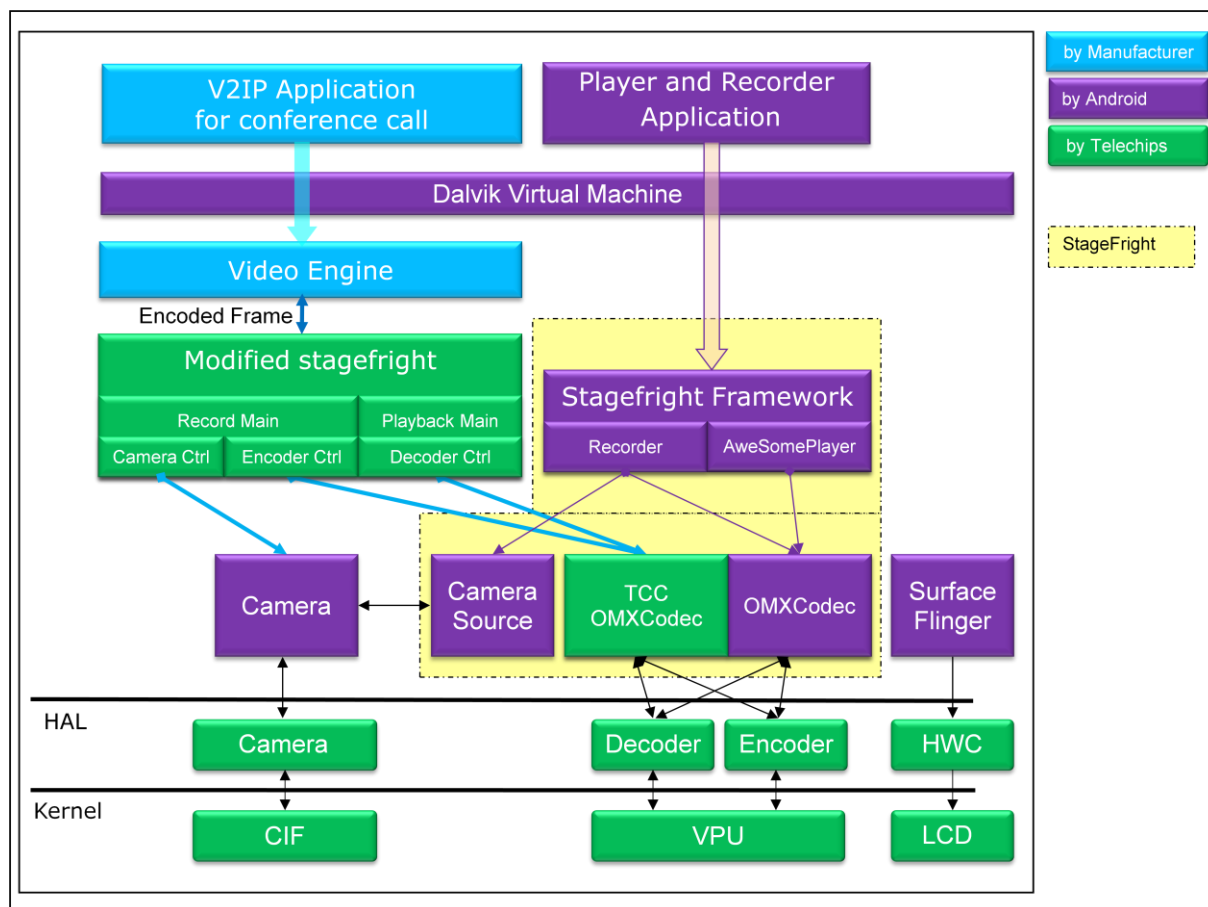 V2IP Application
for conference call
Player and Recorder
Application
by Manufacturer
by Android
by Telechips
Dalvik Virtual Machine
StageFright
Video Engine
Encoded Frame
Modified stagefright
Record Main
Playback Main
Camera Ctrl
Encoder Ctrl
Decoder Ctrl
Stagefright Framework
Recorder
AweSomePlayer
Camera
Camera
Source
TCC
OMXCodec
OMXCodec
Surface
Flinger
HAL
Camera
Decoder
Encoder
HWC
Kernel
CIF
VPU
LCD